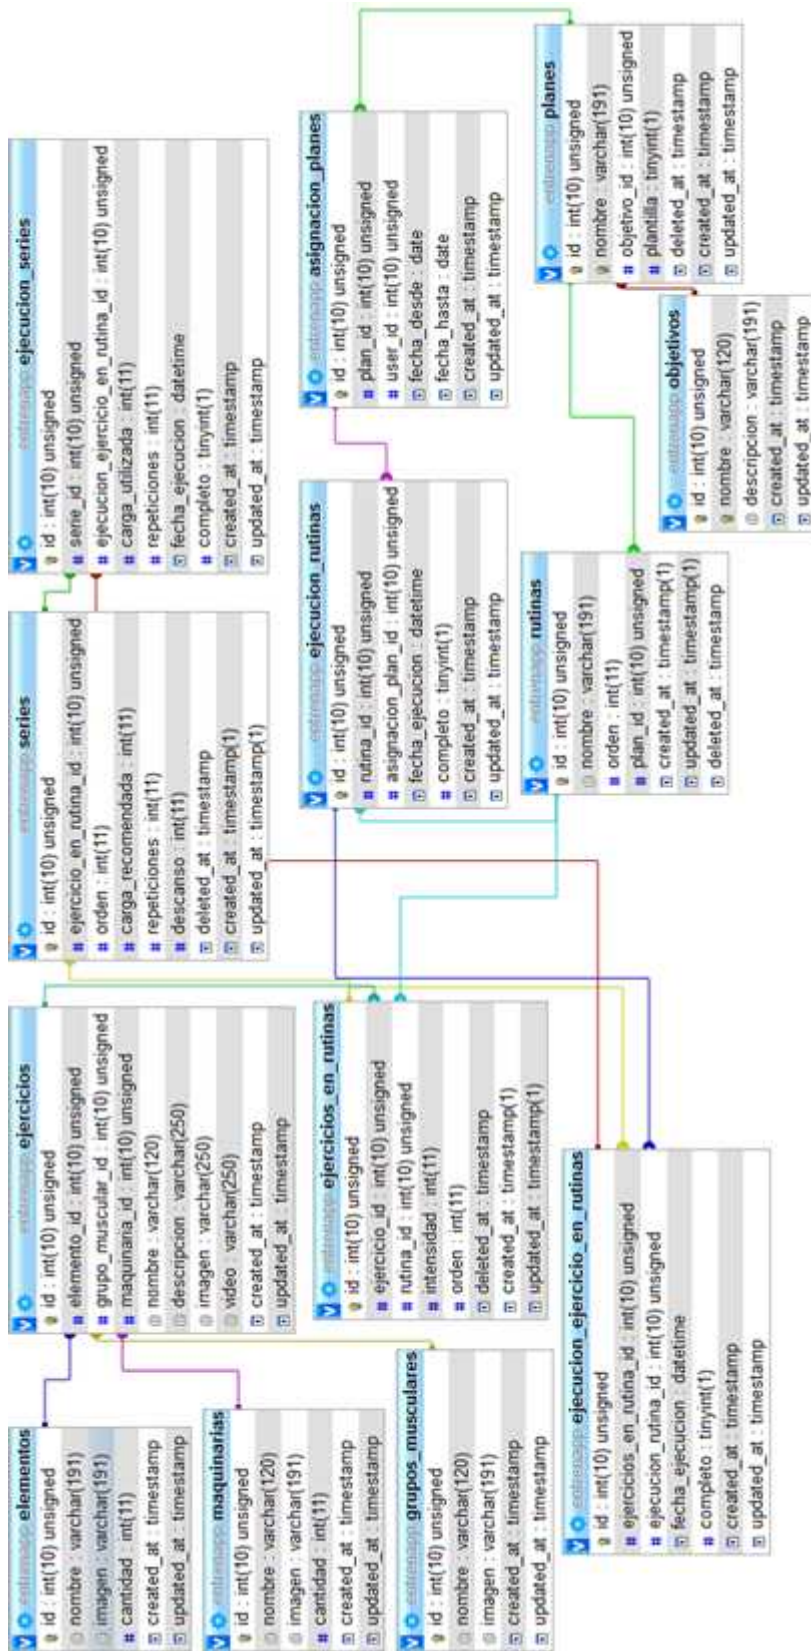 entrenapp elementos
id : int(10) unsigned
nombre : varchar(191)
imagen : varchar(191)
cantidad : int(11)
created_at : timestamp
updated_at : timestamp
entrenapp maquinarias
id : int(10) unsigned
nombre : varchar(120)
imagen : varchar(191)
cantidad : int(11)
created_at : timestamp
updated_at : timestamp
entrenapp grupos_musculares
id : int(10) unsigned
nombre : varchar(120)
imagen : varchar(191)
created_at : timestamp
updated_at : timestamp
entrenapp ejecucion_ejercicio_en_rutinas
id : int(10) unsigned
ejercicios_en_rutina_id : int(10) unsigned
ejecucion_rutina_id : int(10) unsigned
fecha_ejecucion : datetime
completo : tinyint(1)
created_at : timestamp
updated_at : timestamp
entrenapp ejercicios
id : int(10) unsigned
elemento_id : int(10) unsigned
grupo_muscular_id : int(10) unsigned
maquinaria_id : int(10) unsigned
nombre : varchar(120)
descripcion : varchar(250)
imagen : varchar(250)
video : varchar(250)
created_at : timestamp
updated_at : timestamp
entrenapp ejercicios_en_rutinas
id : int(10) unsigned
ejercicio_id : int(10) unsigned
rutina_id : int(10) unsigned
intensidad : int(11)
orden : int(11)
deleted_at : timestamp
created_at : timestamp(1)
updated_at : timestamp(1)
entrenapp series
id : int(10) unsigned
ejercicio_en_rutina_id : int(10) unsigned
orden : int(11)
carga_recomendada : int(11)
repeticiones : int(11)
descanso : int(11)
deleted_at : timestamp
created_at : timestamp(1)
updated_at : timestamp(1)
entrenapp ejecucion_rutinas
id : int(10) unsigned
rutina_id : int(10) unsigned
asignacion_plan_id : int(10) unsigned
fecha_ejecucion : datetime
completo : tinyint(1)
created_at : timestamp
updated_at : timestamp
entrenapp rutinas
id : int(10) unsigned
nombre : varchar(191)
orden : int(11)
plan_id : int(10) unsigned
created_at : timestamp(1)
updated_at : timestamp(1)
deleted_at : timestamp
entrenapp ejecucion_series
id : int(10) unsigned
serie_id : int(10) unsigned
ejecucion_ejercicio_en_rutina_id : int(10) unsigned
carga_utilizada : int(11)
repeticiones : int(11)
fecha_ejecucion : datetime
completo : tinyint(1)
created_at : timestamp
updated_at : timestamp
entrenapp asignacion_planes
id : int(10) unsigned
plan_id : int(10) unsigned
user_id : int(10) unsigned
fecha_desde : date
fecha_hasta : date
created_at : timestamp
updated_at : timestamp
entrenapp objetivos
id : int(10) unsigned
nombre : varchar(120)
descripcion : varchar(191)
created_at : timestamp
updated_at : timestamp
entrenapp planes
id : int(10) unsigned
nombre : varchar(191)
objetivo_id : int(10) unsigned
plantilla : tinyint(1)
deleted_at : timestamp
created_at : timestamp
updated_at : timestamp